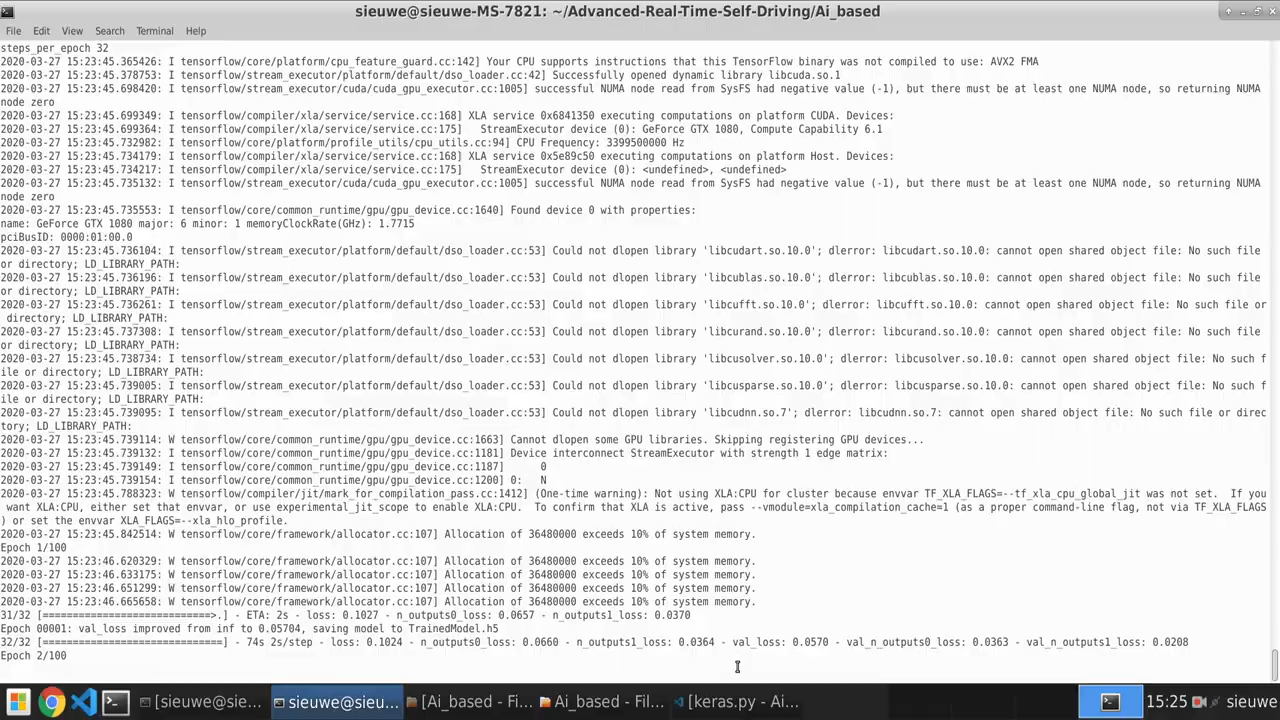 sieuwe@sieuwe-MS-7821: ~/Advanced-Real-Time-Self-Driving/Ai_based
File Edit View Search Terminal Help
steps_per_epoch 32
2020-03-27 15:23:45.365426: I tensorflow/core/platform/cpu_feature_guard.cc:142] Your CPU supports instructions that this TensorFlow binary was not compiled to use: AVX2 FMA
2020-03-27 15:23:45.378753: I tensorflow/stream_executor/platform/default/dso_loader.cc:42] Successfully opened dynamic library libcuda.so.1
2020-03-27 15:23:45.698420: I tensorflow/stream_executor/cuda/cuda_gpu_executor.cc:1005] successful NUMA node read from SysFS had negative value (-1), but there must be at least one NUMA node, so returning NUMA
node zero
2020-03-27 15:23:45.699349: I tensorflow/compiler/xla/service/service.cc:168] XLA service 0x6841350 executing computations on platform CUDA. Devices:
2020-03-27 15:23:45.699364: I tensorflow/compiler/xla/service/service.cc:175]   StreamExecutor device (0): GeForce GTX 1080, Compute Capability 6.1
2020-03-27 15:23:45.732982: I tensorflow/core/platform/profile_utils/cpu_utils.cc:94] CPU Frequency: 3399500000 Hz
2020-03-27 15:23:45.734179: I tensorflow/compiler/xla/service/service.cc:168] XLA service 0x5e89c50 executing computations on platform Host. Devices:
2020-03-27 15:23:45.734217: I tensorflow/compiler/xla/service/service.cc:175]   StreamExecutor device (0): <undefined>, <undefined>
2020-03-27 15:23:45.735132: I tensorflow/stream_executor/cuda/cuda_gpu_executor.cc:1005] successful NUMA node read from SysFS had negative value (-1), but there must be at least one NUMA node, so returning NUMA
node zero
2020-03-27 15:23:45.735553: I tensorflow/core/common_runtime/gpu/gpu_device.cc:1640] Found device 0 with properties:
name: GeForce GTX 1080 major: 6 minor: 1 memoryClockRate(GHz): 1.7715
pciBusID: 0000:01:00.0
2020-03-27 15:23:45.736104: I tensorflow/stream_executor/platform/default/dso_loader.cc:53] Could not dlopen library 'libcudart.so.10.0'; dlerror: libcudart.so.10.0: cannot open shared object file: No such file
or directory; LD_LIBRARY_PATH:
2020-03-27 15:23:45.736196: I tensorflow/stream_executor/platform/default/dso_loader.cc:53] Could not dlopen library 'libcublas.so.10.0'; dlerror: libcublas.so.10.0: cannot open shared object file: No such file
or directory; LD_LIBRARY_PATH:
2020-03-27 15:23:45.736261: I tensorflow/stream_executor/platform/default/dso_loader.cc:53] Could not dlopen library 'libcufft.so.10.0'; dlerror: libcufft.so.10.0: cannot open shared object file: No such file or
directory; LD_LIBRARY_PATH:
2020-03-27 15:23:45.737308: I tensorflow/stream_executor/platform/default/dso_loader.cc:53] Could not dlopen library 'libcurand.so.10.0'; dlerror: libcurand.so.10.0: cannot open shared object file: No such file
or directory; LD_LIBRARY_PATH:
2020-03-27 15:23:45.738734: I tensorflow/stream_executor/platform/default/dso_loader.cc:53] Could not dlopen library 'libcusolver.so.10.0'; dlerror: libcusolver.so.10.0: cannot open shared object file: No such f
ile or directory; LD_LIBRARY_PATH:
2020-03-27 15:23:45.739005: I tensorflow/stream_executor/platform/default/dso_loader.cc:53] Could not dlopen library 'libcusparse.so.10.0'; dlerror: libcusparse.so.10.0: cannot open shared object file: No such f
ile or directory; LD_LIBRARY_PATH:
2020-03-27 15:23:45.739095: I tensorflow/stream_executor/platform/default/dso_loader.cc:53] Could not dlopen library 'libcudnn.so.7'; dlerror: libcudnn.so.7: cannot open shared object file: No such file or direc
tory; LD_LIBRARY_PATH:
2020-03-27 15:23:45.739114: W tensorflow/core/common_runtime/gpu/gpu_device.cc:1663] Cannot dlopen some GPU libraries. Skipping registering GPU devices...
2020-03-27 15:23:45.739132: I tensorflow/core/common_runtime/gpu/gpu_device.cc:1181] Device interconnect StreamExecutor with strength 1 edge matrix:
2020-03-27 15:23:45.739149: I tensorflow/core/common_runtime/gpu/gpu_device.cc:1187]      0
2020-03-27 15:23:45.739154: I tensorflow/core/common_runtime/gpu/gpu_device.cc:1200] 0:   N
2020-03-27 15:23:45.788323: W tensorflow/compiler/jit/mark_for_compilation_pass.cc:1412] (One-time warning): Not using XLA:CPU for cluster because envvar TF_XLA_FLAGS=--tf_xla_cpu_global_jit was not set.  If you
want XLA:CPU, either set that envvar, or use experimental_jit_scope to enable XLA:CPU.  To confirm that XLA is active, pass --vmodule=xla_compilation_cache=1 (as a proper command-line flag, not via TF_XLA_FLAGS
) or set the envvar XLA_FLAGS=--xla_hlo_profile.
2020-03-27 15:23:45.842514: W tensorflow/core/framework/allocator.cc:107] Allocation of 36480000 exceeds 10% of system memory.
Epoch 1/100
2020-03-27 15:23:46.620329: W tensorflow/core/framework/allocator.cc:107] Allocation of 36480000 exceeds 10% of system memory.
2020-03-27 15:23:46.633175: W tensorflow/core/framework/allocator.cc:107] Allocation of 36480000 exceeds 10% of system memory.
2020-03-27 15:23:46.651299: W tensorflow/core/framework/allocator.cc:107] Allocation of 36480000 exceeds 10% of system memory.
2020-03-27 15:23:46.665658: W tensorflow/core/framework/allocator.cc:107] Allocation of 36480000 exceeds 10% of system memory.
31/32 [============================>.] - ETA: 2s - loss: 0.1027 - n_outputs0_loss: 0.0657 - n_outputs1_loss: 0.0370
Epoch 00001: val_loss improved from inf to 0.05704, saving model to TrainedModel.h5
32/32 [==============================] - 74s 2s/step - loss: 0.1024 - n_outputs0_loss: 0.0660 - n_outputs1_loss: 0.0364 - val_loss: 0.0570 - val_n_outputs0_loss: 0.0363 - val_n_outputs1_loss: 0.0208
Epoch 2/100
[sieuwe@sie... sieuwe@sieu... [Ai_based - Fi... Ai_based - Fil... [keras.py - Ai... 15:25 sieuwe